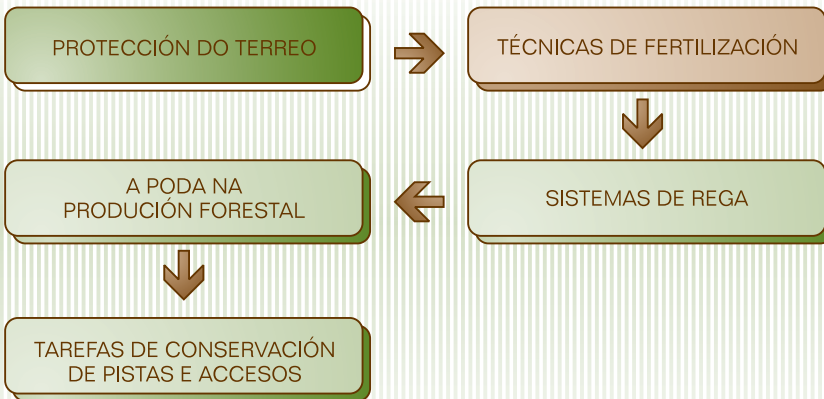 PROTECCIÓN DO TERREO
TÉCNICAS DE FERTILIZACIÓN
SISTEMAS DE REGA
A PODA NA
PRODUCIÓN FORESTAL
TAREFAS DE CONSERVACIÓN
DE PISTAS E ACCESOS